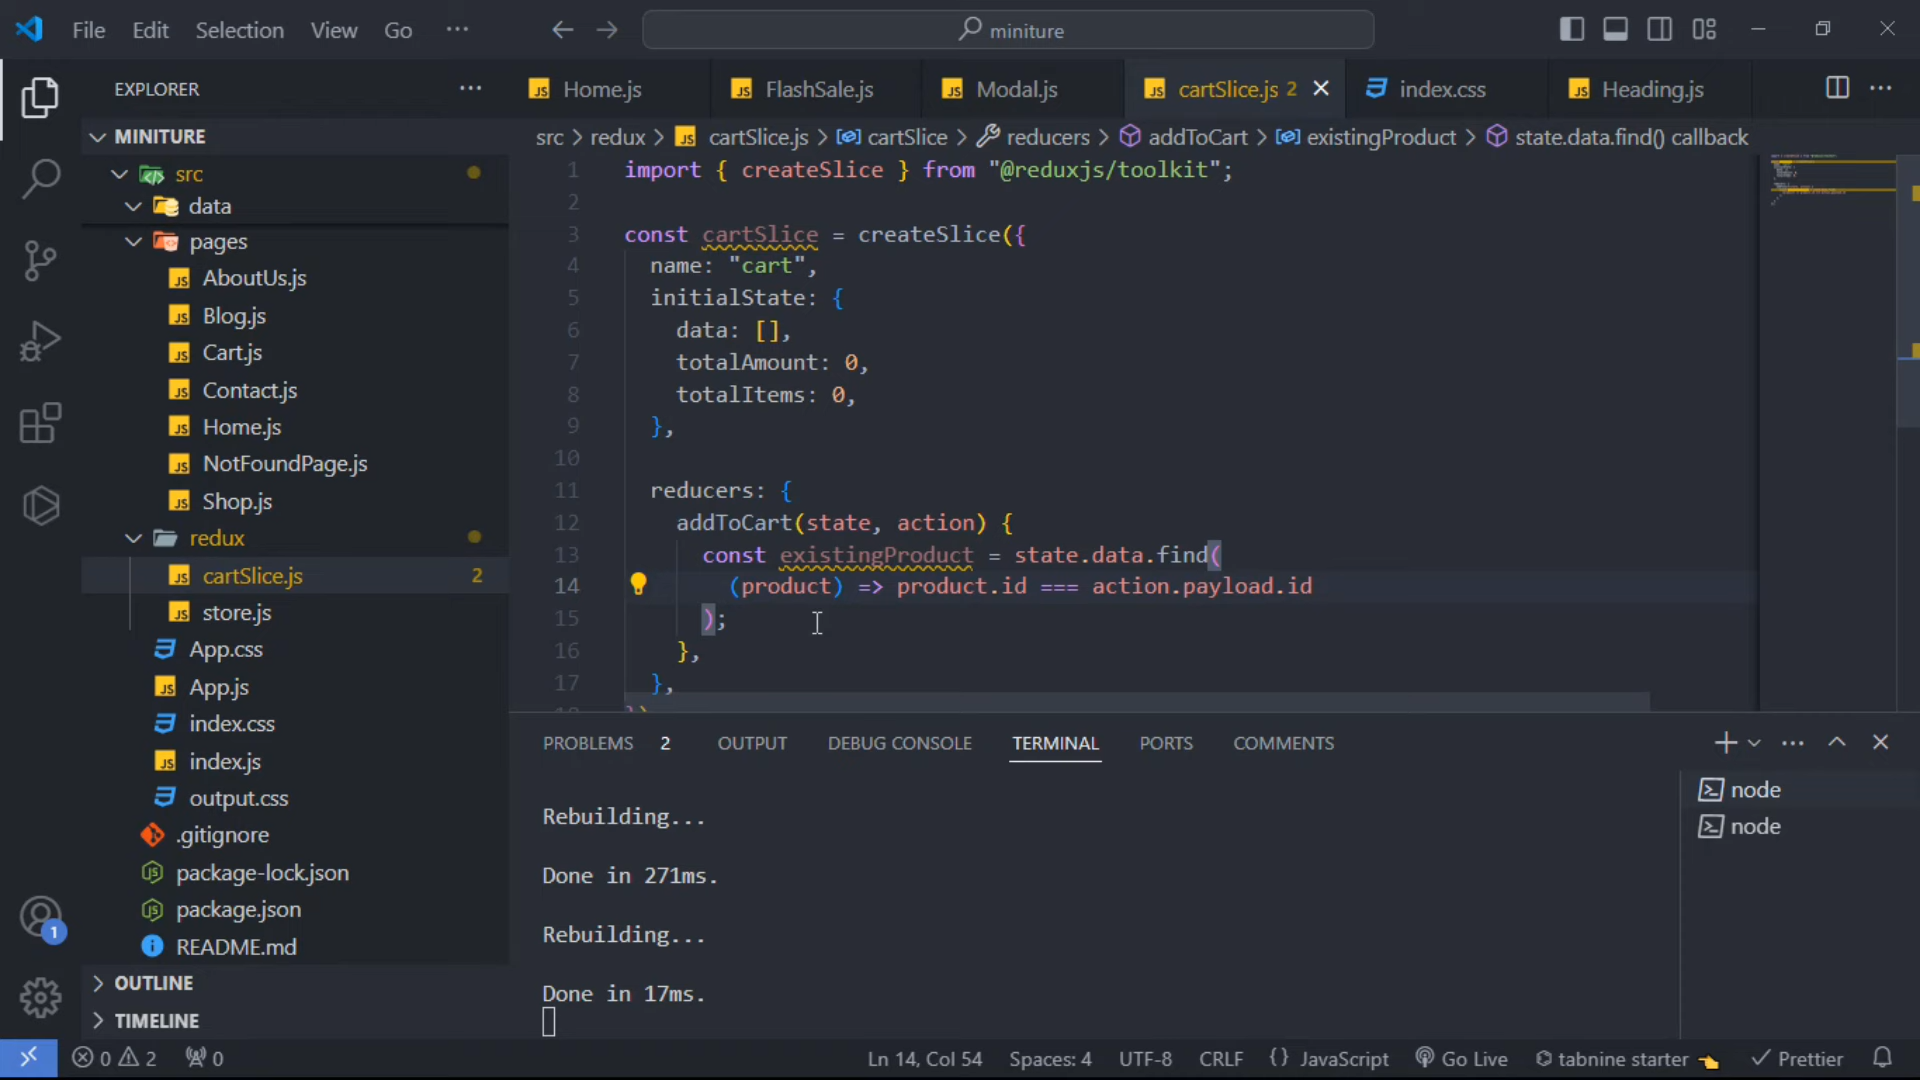 File Edit Selection View Go ···
miniture
EXPLORER
MINITURE
src
data
pages
AboutUs.js
Blog.js
Cart.js
Contact.js
Home.js
NotFoundPage.js
Shop.js
redux
cartSlice.js 2
store.js
App.css
App.js
index.css
index.js
output.css
.gitignore
package-lock.json
package.json
README.md
OUTLINE
TIMELINE
1
Home.js FlashSale.js Modal.js cartSlice.js 2 index.css Heading.js
src > redux > cartSlice.js > cartSlice > reducers > addToCart > existingProduct > state.data.find() callback
1 import { createSlice } from "@reduxjs/toolkit";
2
3 const cartSlice = createSlice({
4 name: "cart",
5 initialState: {
6 data: [],
7 totalAmount: 0,
8 totalItems: 0,
9 },
10
11 reducers: {
12 addToCart(state, action) {
13 const existingProduct = state.data.find(
14 (product) => product.id === action.payload.id
15 );
16 },
17 },
PROBLEMS 2 OUTPUT DEBUG CONSOLE TERMINAL PORTS COMMENTS
Rebuilding...
Done in 271ms.
Rebuilding...
Done in 17ms.
node
node
0 2 0 Ln 14, Col 54 Spaces: 4 UTF-8 CRLF {} JavaScript Go Live tabnine starter Prettier